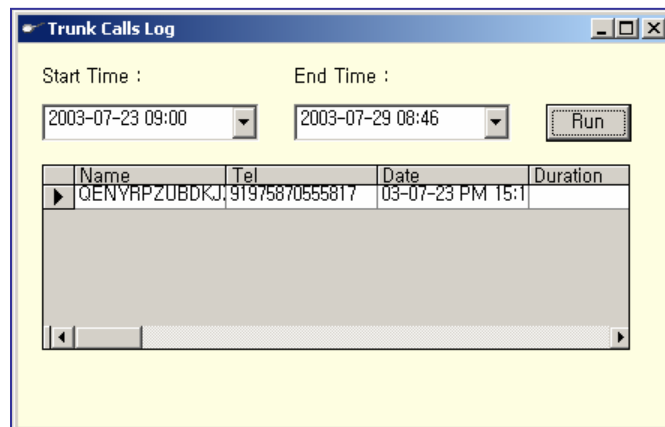 Trunk Calls Log
Start Time : End Time :
2003-07-23 09:00 2003-07-29 08:46 Run
Name Tel Date Duration
QENYRPZUBDKJ. 91975870555817 03-07-23 PM 15:1